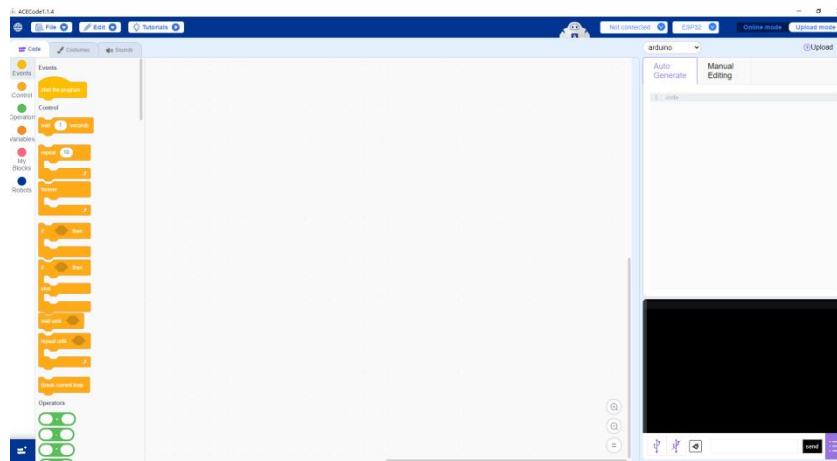 ACECode1.1.4
File Edit Tutorials Not connected ESP32 Online mode Upload mode
Code Costumes Sounds arduino Upload
Events
Control
Operators
Variables
My
Blocks
Robots
Events
start the program
Control
wait 1 seconds
repeat 10
forever
if then
if then
else
wait until
repeat until
break current loop
Operators
Auto
Generate
Manual
Editing
1 code
send